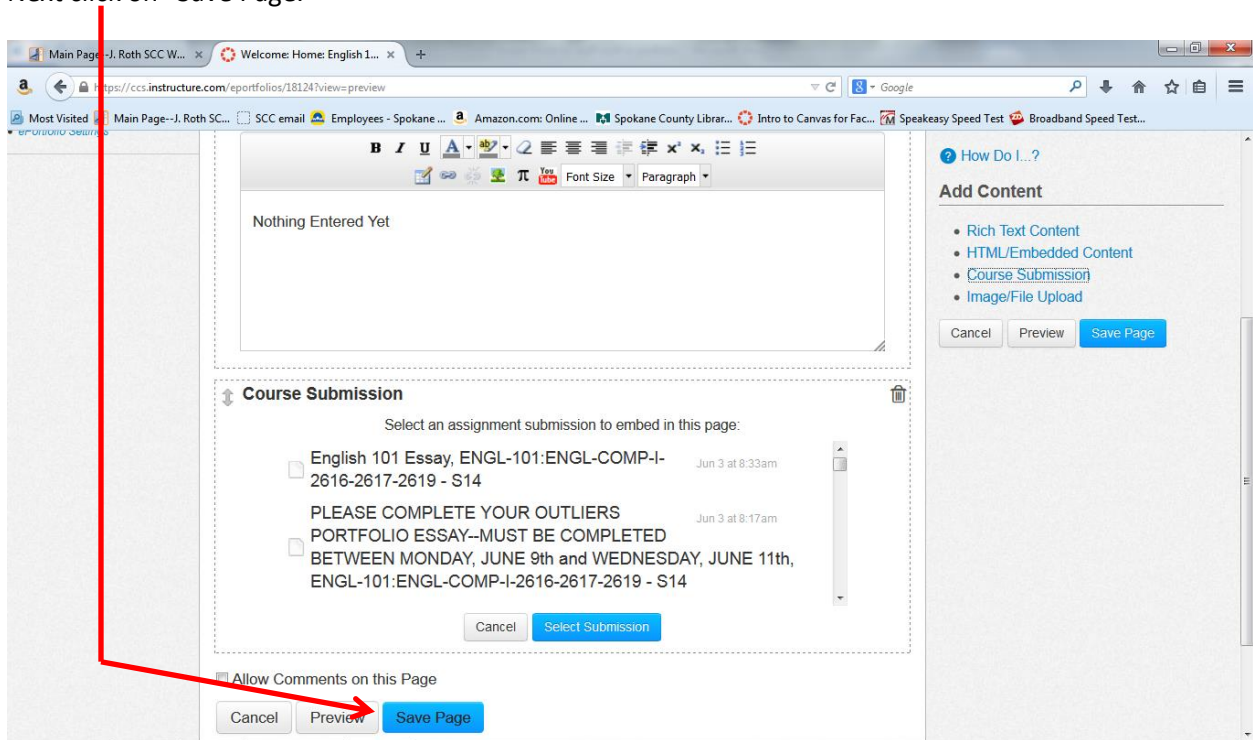 Next click on "Save Page."
Main Page--J. Roth SCC W... ×
Welcome: Home: English 1... × +
https://ccs.instructure.com/eportfolios/18124?view=preview
Google
Most Visited Main Page--J. Roth SC... SCC email Employees - Spokane ... Amazon.com: Online ... Spokane County Librar... Intro to Canvas for Fac... Speakeasy Speed Test Broadband Speed Test...
ePortfolio Settings
B I U A ab x² x₂
π You Tube Font Size Paragraph
Nothing Entered Yet
How Do I...?
Add Content
Rich Text Content
HTML/Embedded Content
Course Submission
Image/File Upload
Cancel Preview Save Page
Course Submission
Select an assignment submission to embed in this page:
English 101 Essay, ENGL-101:ENGL-COMP-I- Jun 3 at 8:33am
2616-2617-2619 - S14
PLEASE COMPLETE YOUR OUTLIERS Jun 3 at 8:17am
PORTFOLIO ESSAY--MUST BE COMPLETED
BETWEEN MONDAY, JUNE 9th and WEDNESDAY, JUNE 11th,
ENGL-101:ENGL-COMP-I-2616-2617-2619 - S14
Cancel Select Submission
Allow Comments on this Page
Cancel Preview Save Page